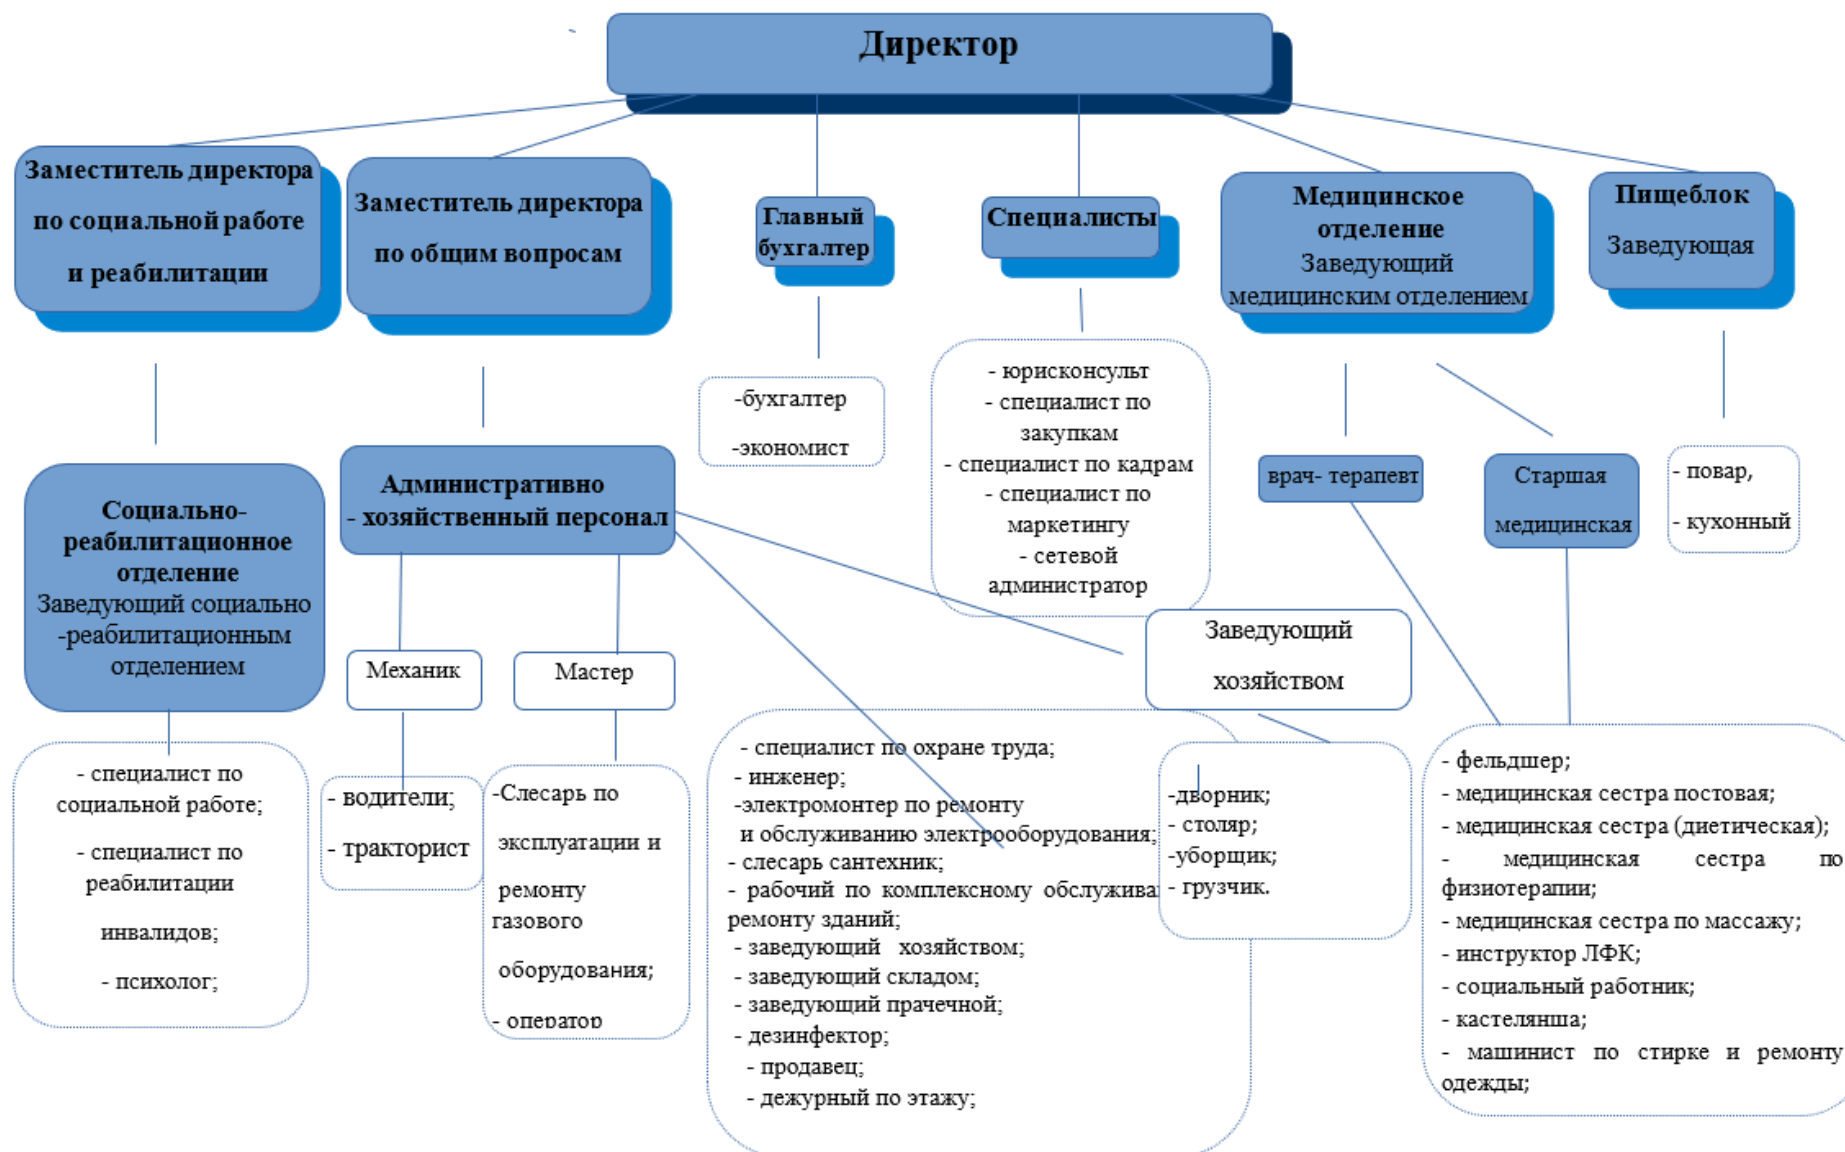 Директор
Заместитель директора
по социальной работе
и реабилитации
Заместитель директора
по общим вопросам
Главный
бухгалтер
Специалисты
Медицинское
отделение
Заведующий
медицинским отделением
Пищеблок
Заведующая
-бухгалтер
-экономист
- юрисконсульт
- специалист по
закупкам
- специалист по кадрам
- специалист по
маркетингу
- сетевой
администратор
врач- терапевт
Старшая
медицинская
- повар,
- кухонный
Социально-
реабилитационное
отделение
Заведующий социально
-реабилитационным
отделением
Административно
- хозяйственный персонал
Механик
Мастер
Заведующий
хозяйством
- специалист по
социальной работе;
- специалист по
реабилитации
инвалидов;
- психолог;
- водители;
- тракторист
-Слесарь по
эксплуатации и
ремонту
газового
оборудования;
- оператор
- специалист по охране труда;
- инженер;
-электромонтер по ремонту
и обслуживанию электрооборудования;
- слесарь сантехник;
- рабочий по комплексному обслужива
ремонту зданий;
- заведующий хозяйством;
- заведующий складом;
- заведующий прачечной;
- дезинфектор;
- продавец;
- дежурный по этажу;
-дворник;
- столяр;
-уборщик;
- грузчик.
- фельдшер;
- медицинская сестра постовая;
- медицинская сестра (диетическая);
- медицинская сестра по
физиотерапии;
- медицинская сестра по массажу;
- инструктор ЛФК;
- социальный работник;
- кастелянша;
- машинист по стирке и ремонту
одежды;